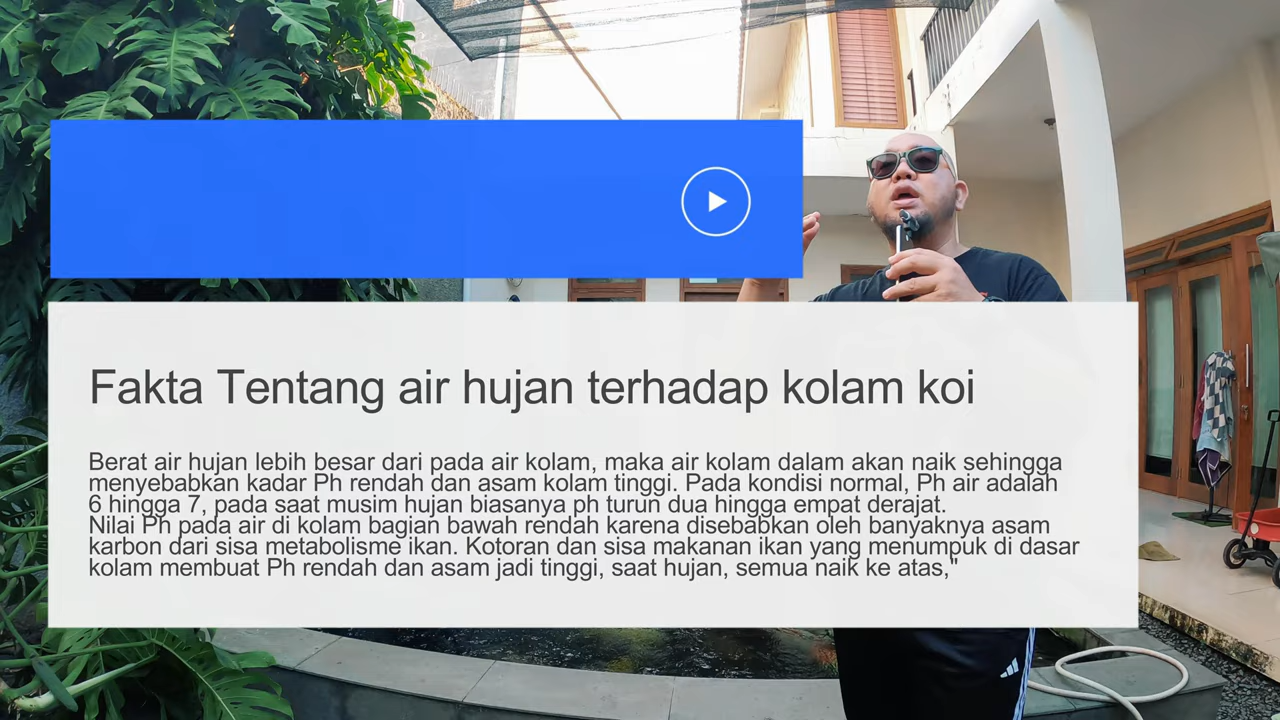 Fakta Tentang air hujan terhadap kolam koi
Berat air hujan lebih besar dari pada air kolam, maka air kolam dalam akan naik sehingga
menyebabkan kadar Ph rendah dan asam kolam tinggi. Pada kondisi normal, Ph air adalah
6 hingga 7, pada saat musim hujan biasanya ph turun dua hingga empat derajat.
Nilai Ph pada air di kolam bagian bawah rendah karena disebabkan oleh banyaknya asam
karbon dari sisa metabolisme ikan. Kotoran dan sisa makanan ikan yang menumpuk di dasar
kolam membuat Ph rendah dan asam jadi tinggi, saat hujan, semua naik ke atas,"